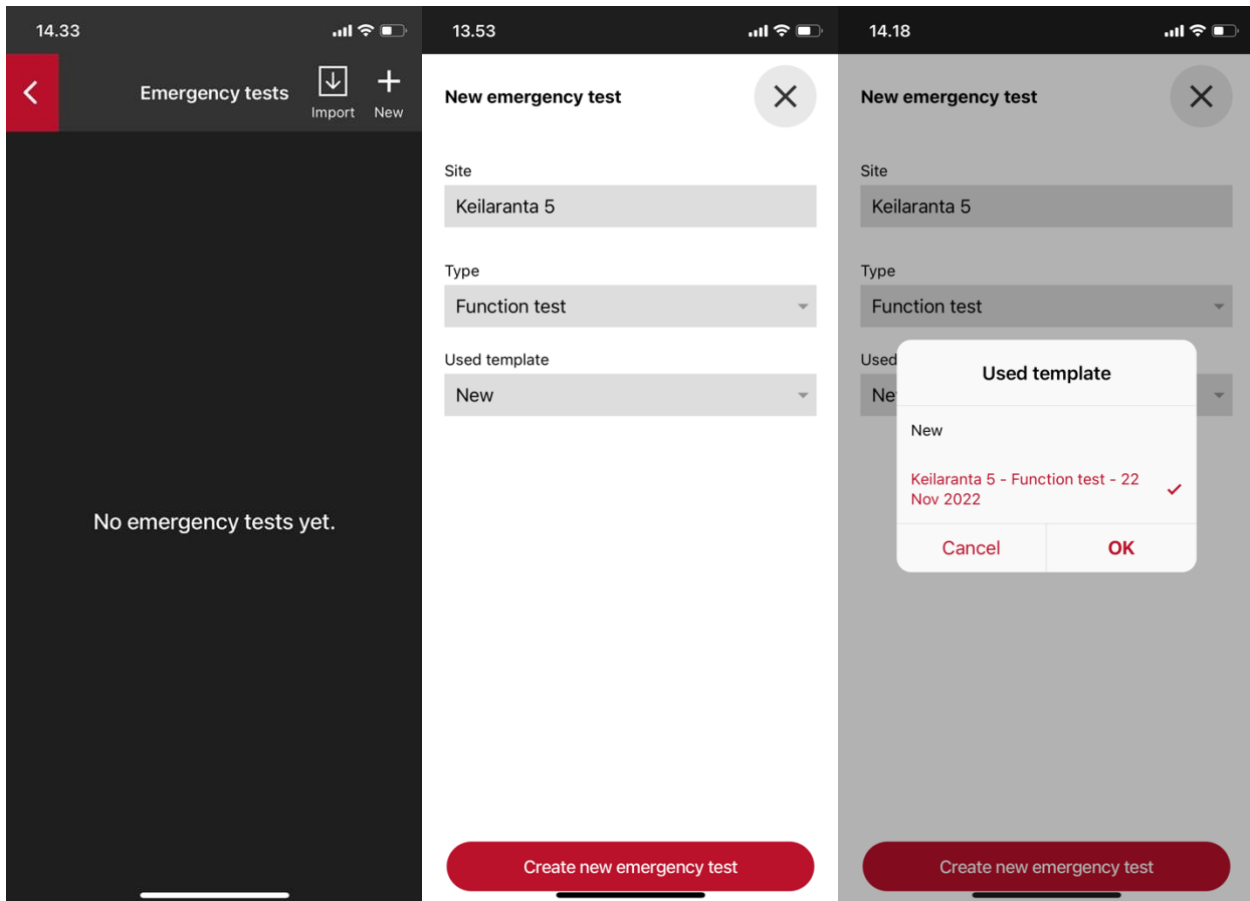 14.33
Emergency tests
Import
New
No emergency tests yet.
13.53
New emergency test
Site
Keilaranta 5
Type
Function test
Used template
New
Create new emergency test
14.18
New emergency test
Site
Keilaranta 5
Type
Function test
Used
Ne
Used template
New
Keilaranta 5 - Function test - 22
Nov 2022
Cancel
OK
Create new emergency test